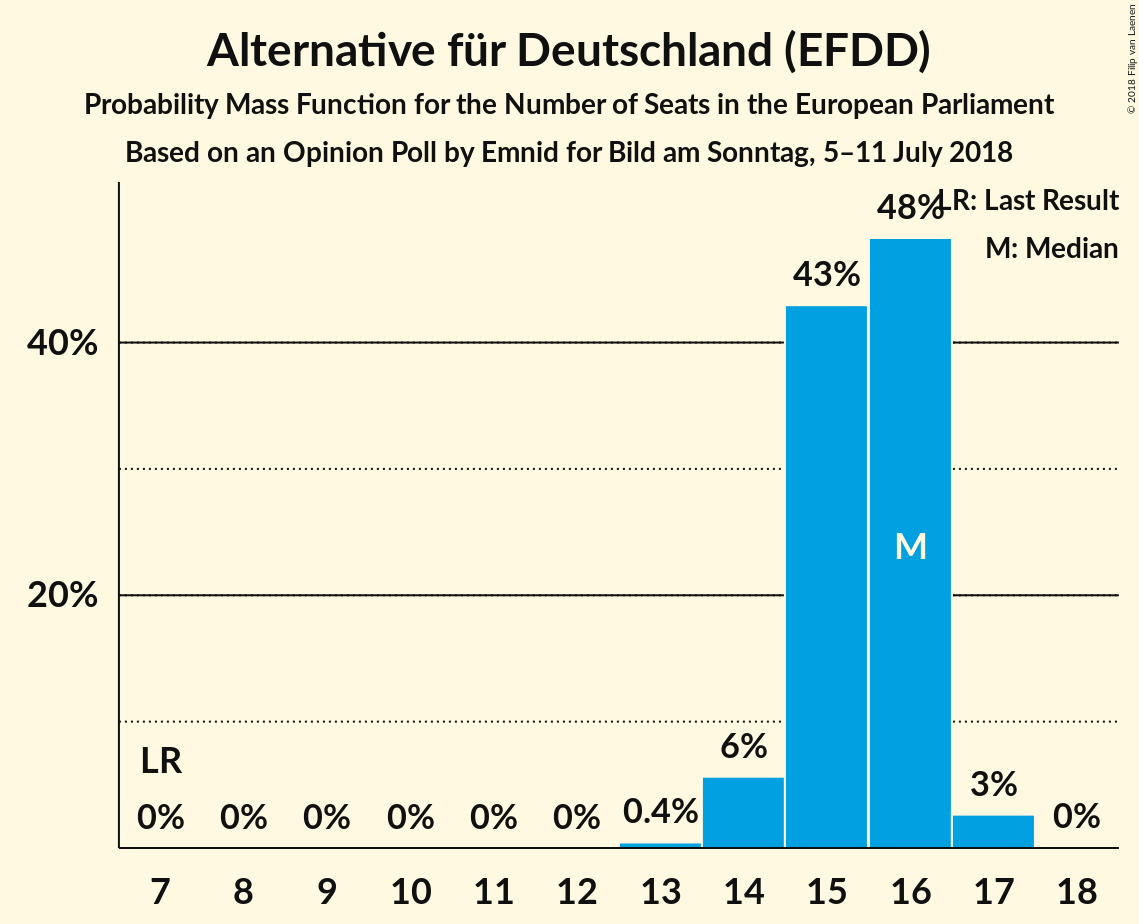 Alternative für Deutschland (EFDD)
Probability Mass Function for the Number of Seats in the European Parliament
Based on an Opinion Poll by Emnid for Bild am Sonntag, 5–11 July 2018
© 2018 Filip van Laenen
LR: Last Result
M: Median
48%
43%
40%
M
20%
6%
LR
3%
0% 0% 0% 0% 0% 0% 0.4% 0%
7 8 9 10 11 12 13 14 15 16 17 18